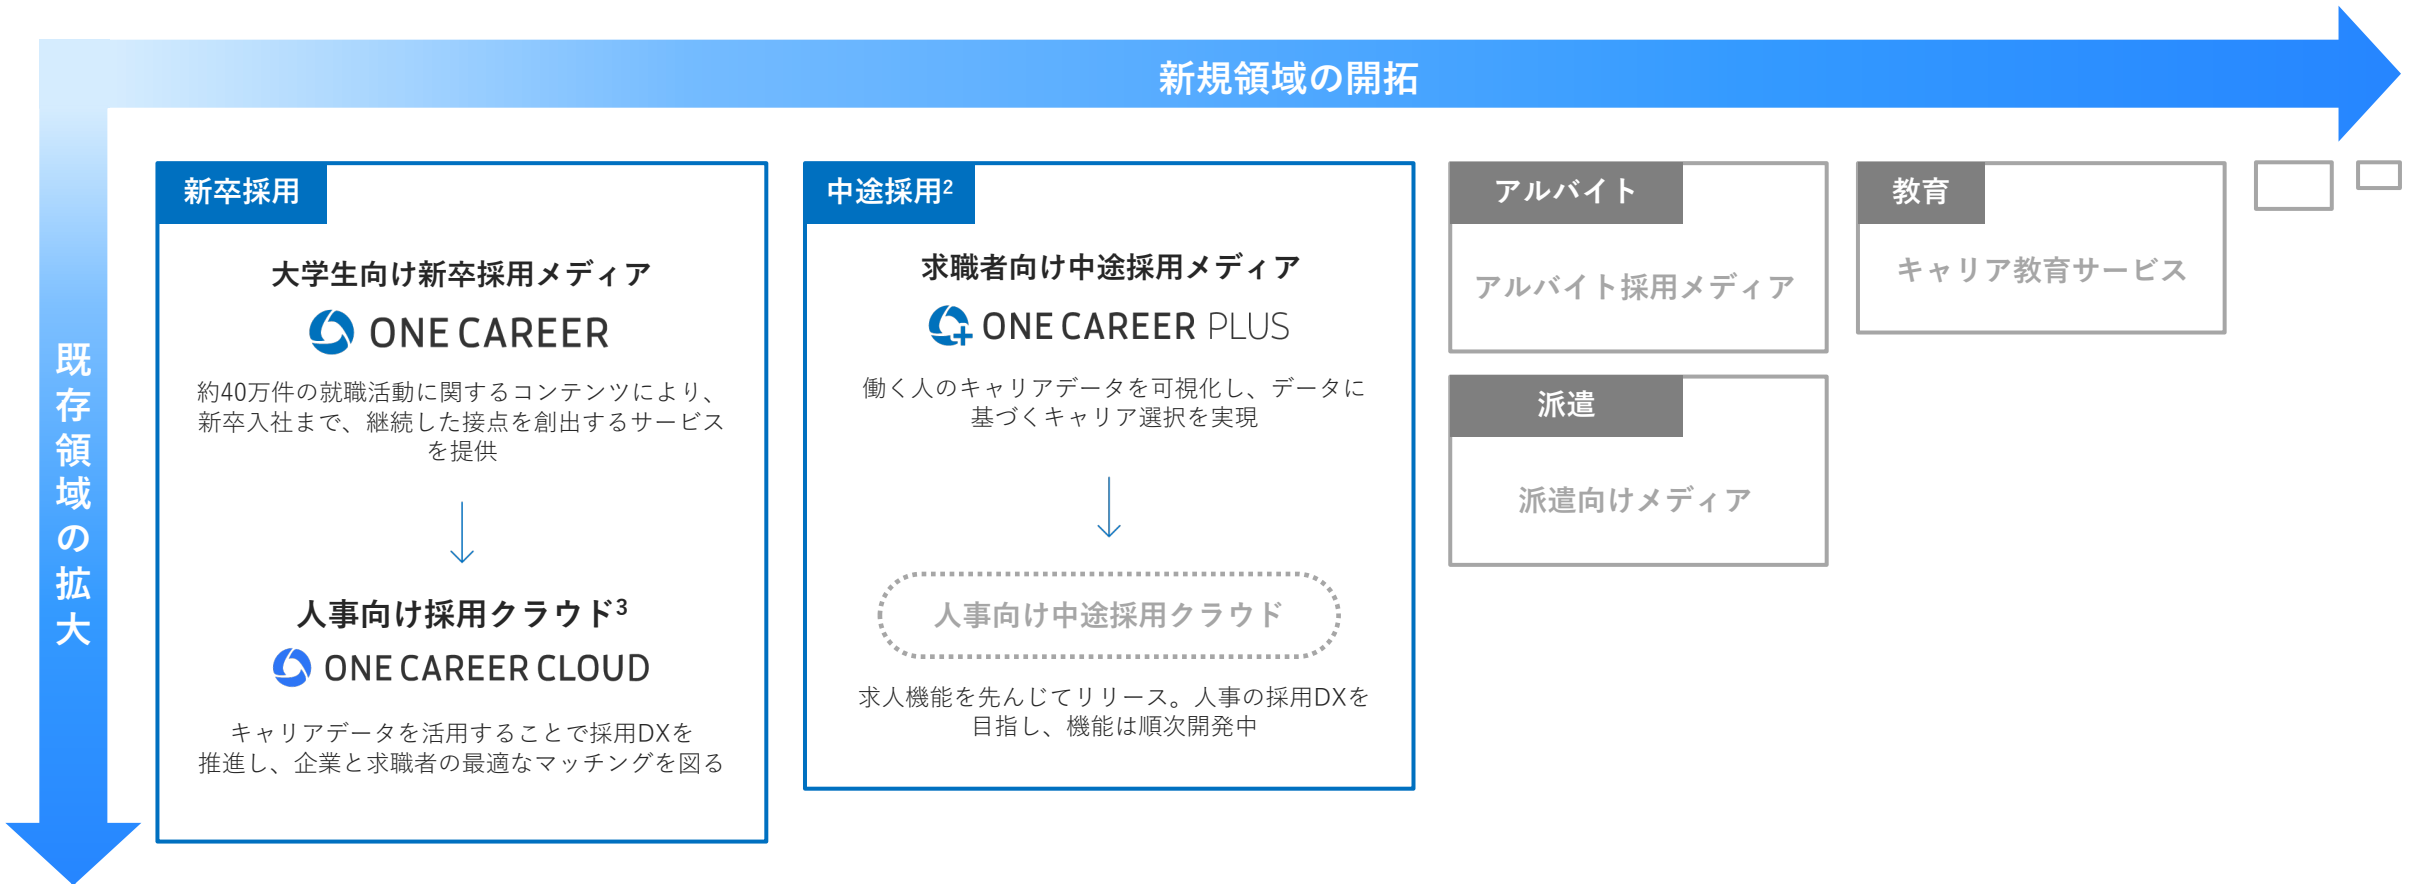 新規領域の開拓
既存領域の拡大
新卒採用
大学生向け新卒採用メディア
ONE CAREER
約40万件の就職活動に関するコンテンツにより、
新卒入社まで、継続した接点を創出するサービス
を提供
人事向け採用クラウド3
ONE CAREER CLOUD
キャリアデータを活用することで採用DXを
推進し、企業と求職者の最適なマッチングを図る
中途採用2
求職者向け中途採用メディア
ONE CAREER PLUS
働く人のキャリアデータを可視化し、データに
基づくキャリア選択を実現
人事向け中途採用クラウド
求人機能を先んじてリリース。人事の採用DXを
目指し、機能は順次開発中
アルバイト
アルバイト採用メディア
派遣
派遣向けメディア
教育
キャリア教育サービス